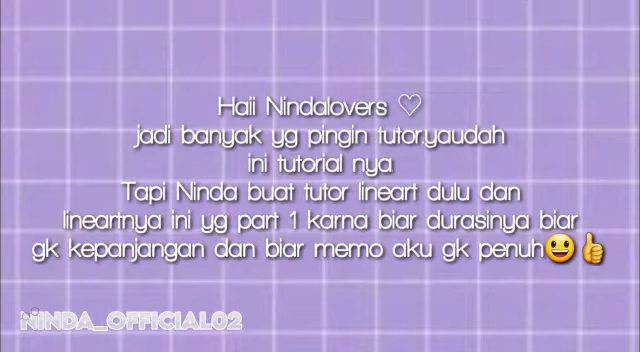 Haii Nindalovers ♡
jadi banyak yg pingin tutor.yaudah
ini tutorial nya
Tapi Ninda buat tutor lineart dulu dan
lineartnya ini yg part 1 karna biar durasinya biar
gk kepanjangan dan biar memo aku gk penuh😃👍
NINDA_OFFICIAL02